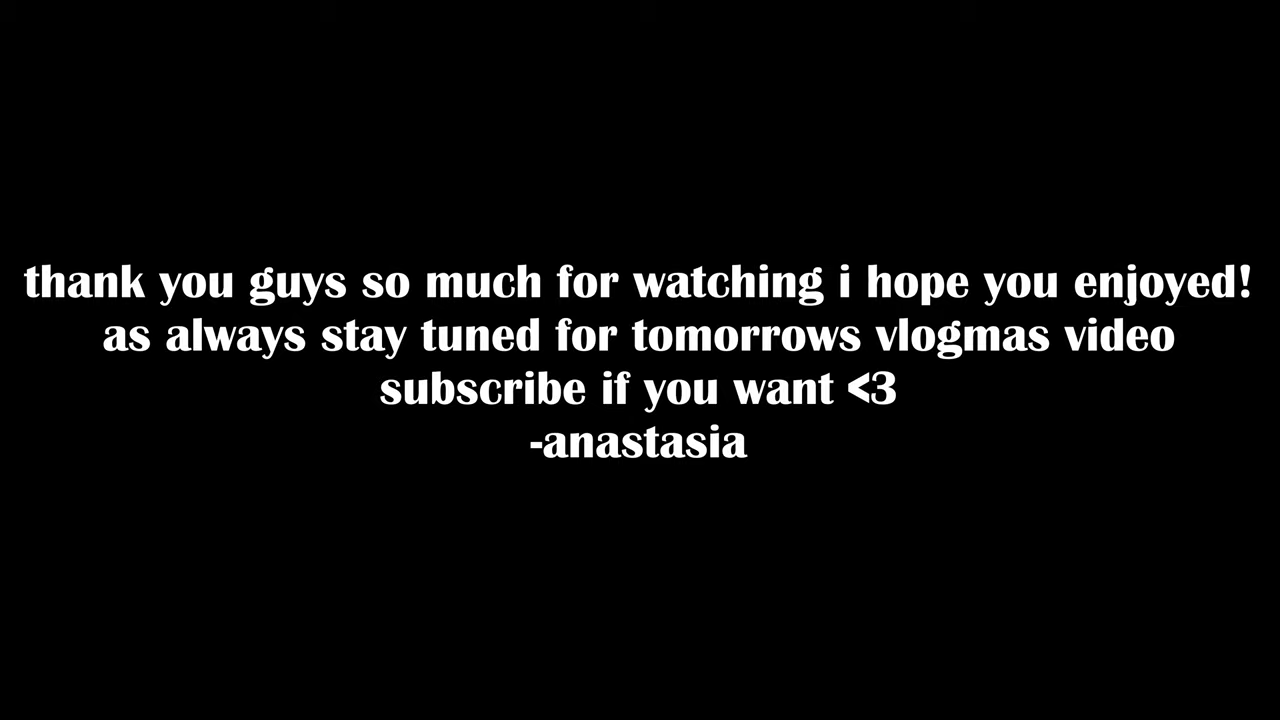 thank you guys so much for watching i hope you enjoyed!
as always stay tuned for tomorrows vlogmas video
subscribe if you want <3
-anastasia